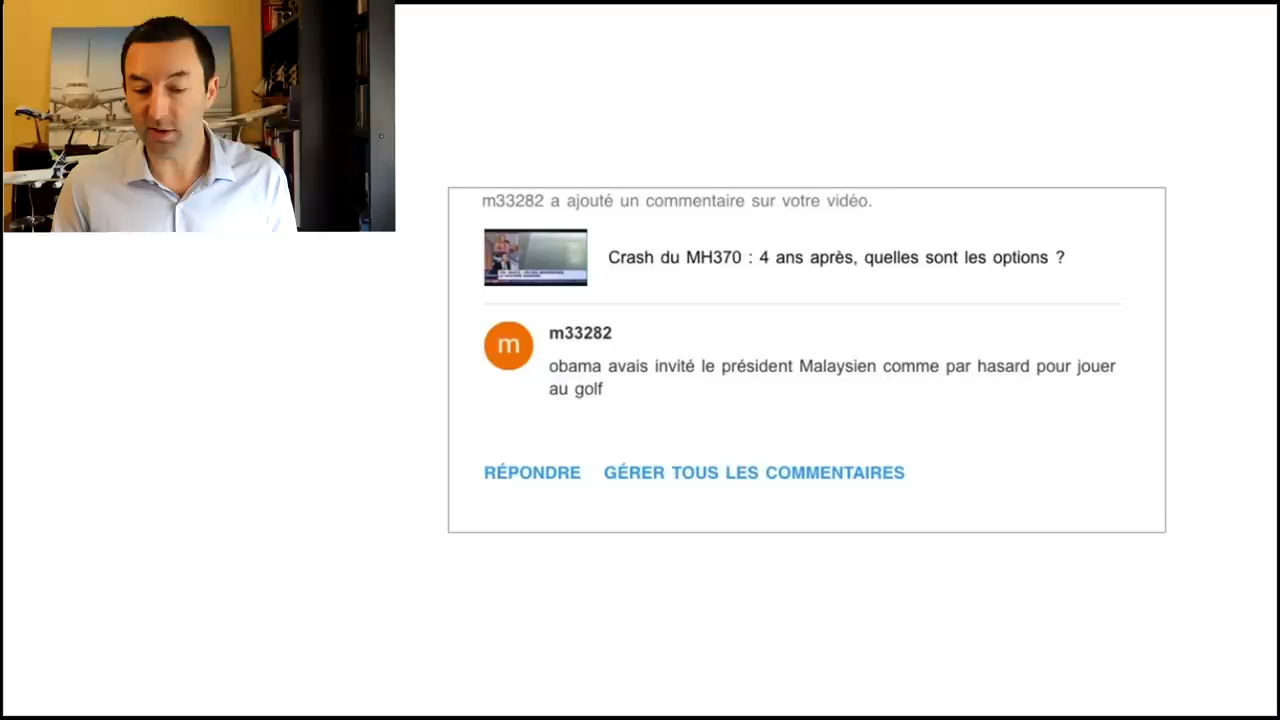 m33282 a ajouté un commentaire sur votre vidéo.
Crash du MH370 : 4 ans après, quelles sont les options ?
m
m33282
obama avais invité le président Malaysien comme par hasard pour jouer
au golf
RÉPONDRE GÉRER TOUS LES COMMENTAIRES